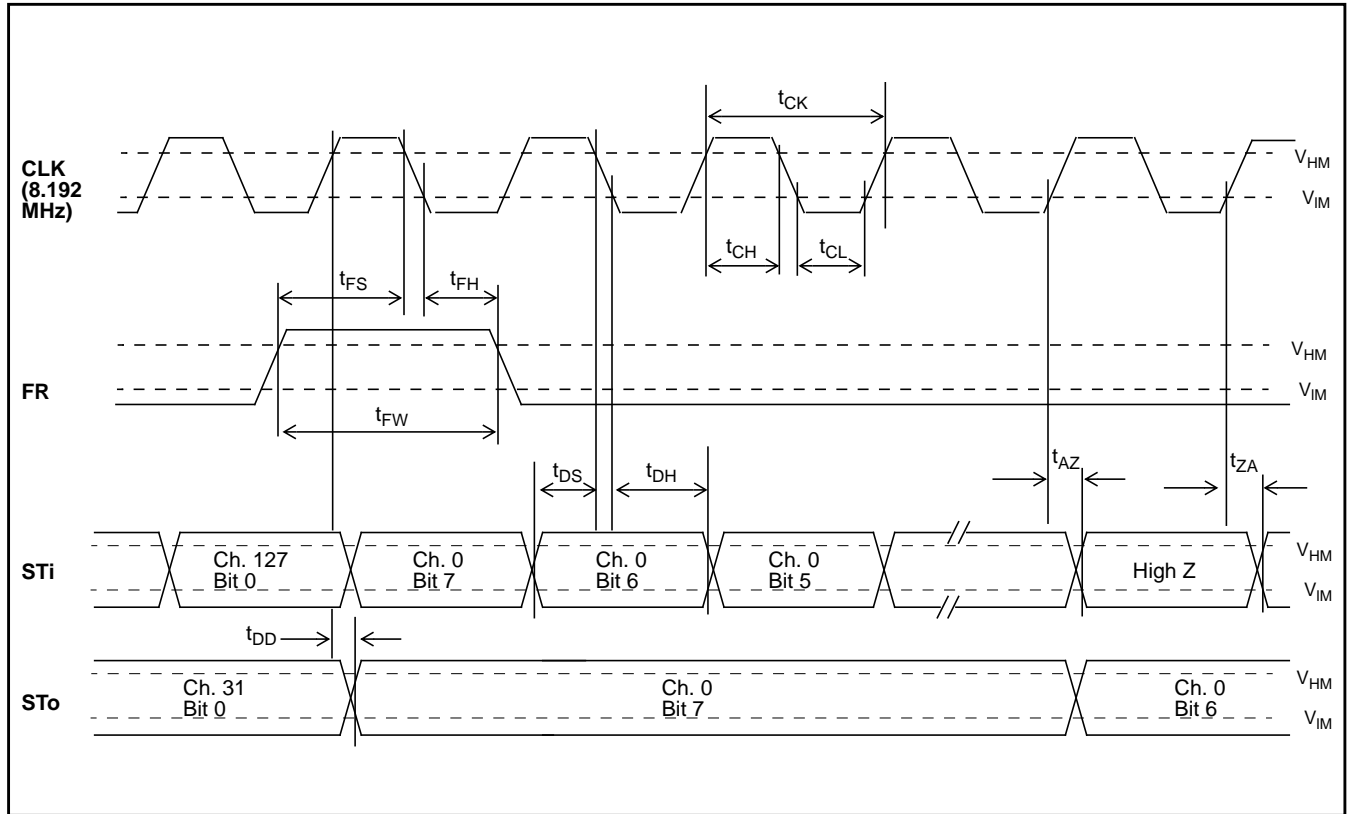 tCK
CLK
(8.192
MHz)
VHM
VIM
tCH
tCL
tFS
tFH
FR
VHM
VIM
tFW
tDS
tDH
tAZ
tZA
STi
Ch. 127
Bit 0
Ch. 0
Bit 7
Ch. 0
Bit 6
Ch. 0
Bit 5
High Z
VHM
VIM
tDD
STo
Ch. 31
Bit 0
Ch. 0
Bit 7
Ch. 0
Bit 6
VHM
VIM